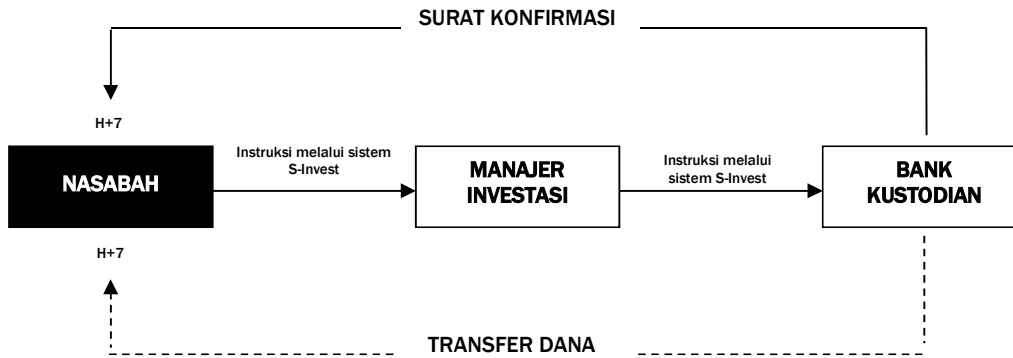 SURAT KONFIRMASI
H+7
NASABAH
Instruksi melalui sistem
S-Invest
MANAJER
INVESTASI
Instruksi melalui
sistem S-Invest
BANK
KUSTODIAN
H+7
TRANSFER DANA